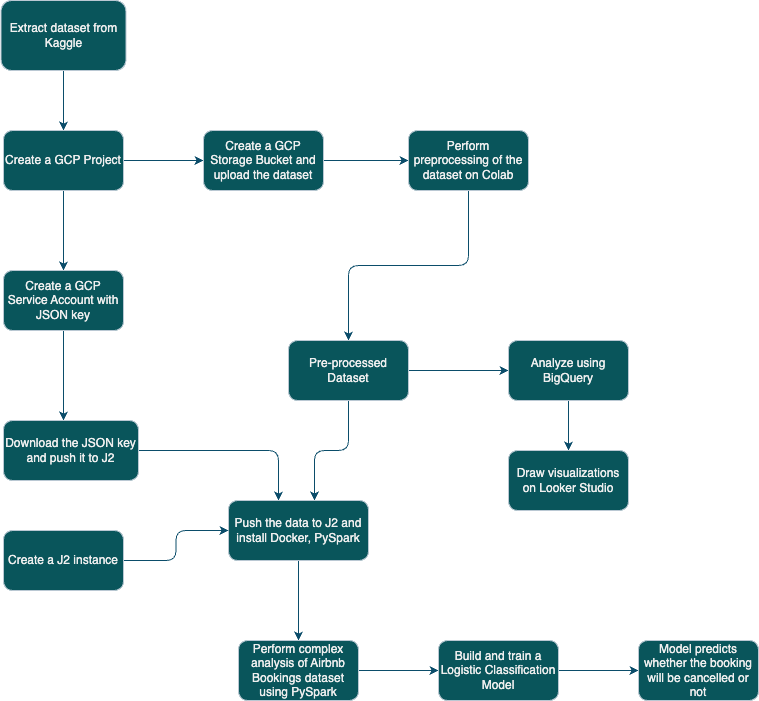 Extract dataset from
Kaggle
Create a GCP Project
Create a GCP
Storage Bucket and
upload the dataset
Perform
preprocessing of the
dataset on Colab
Create a GCP
Service Account with
JSON key
Pre-processed
Dataset
Analyze using
BigQuery
Download the JSON key
and push it to J2
Draw visualizations
on Looker Studio
Push the data to J2 and
install Docker, PySpark
Create a J2 instance
Perform complex
analysis of Airbnb
Bookings dataset
using PySpark
Build and train a
Logistic Classification
Model
Model predicts
whether the booking
will be cancelled or
not